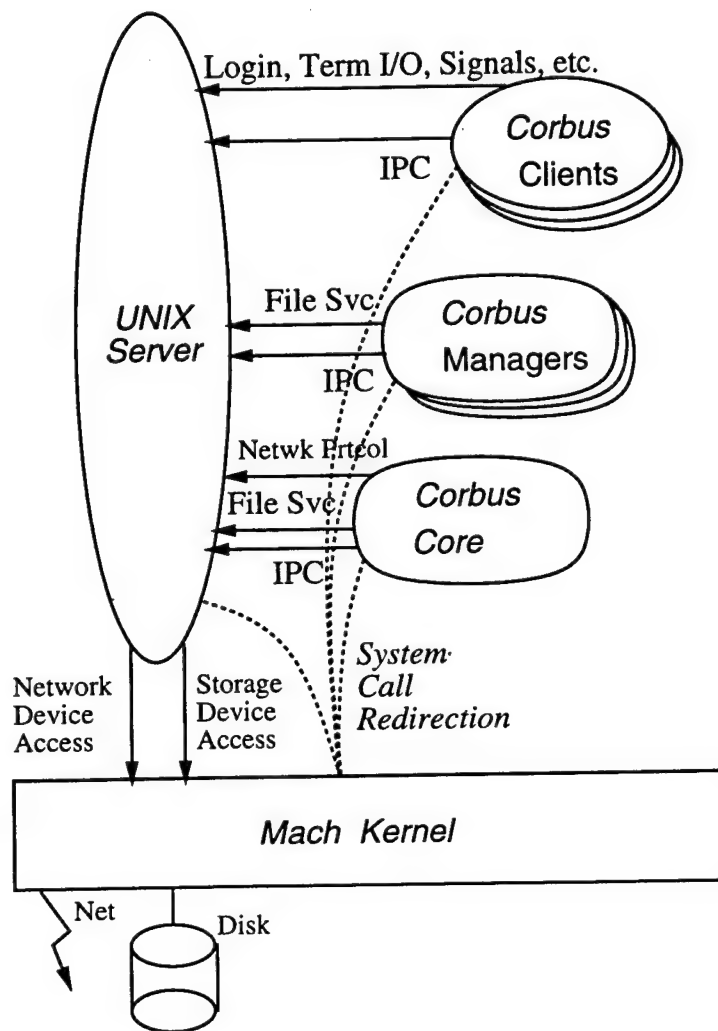 Login, Term I/O, Signals, etc.
Corbus
Clients
IPC
UNIX
Server
File Svc
Corbus
Managers
IPC
Netwk Prtcol
Corbus
Core
File Svc
IPC
System
Call
Redirection
Network
Device
Access
Storage
Device
Access
Mach Kernel
Net
Disk